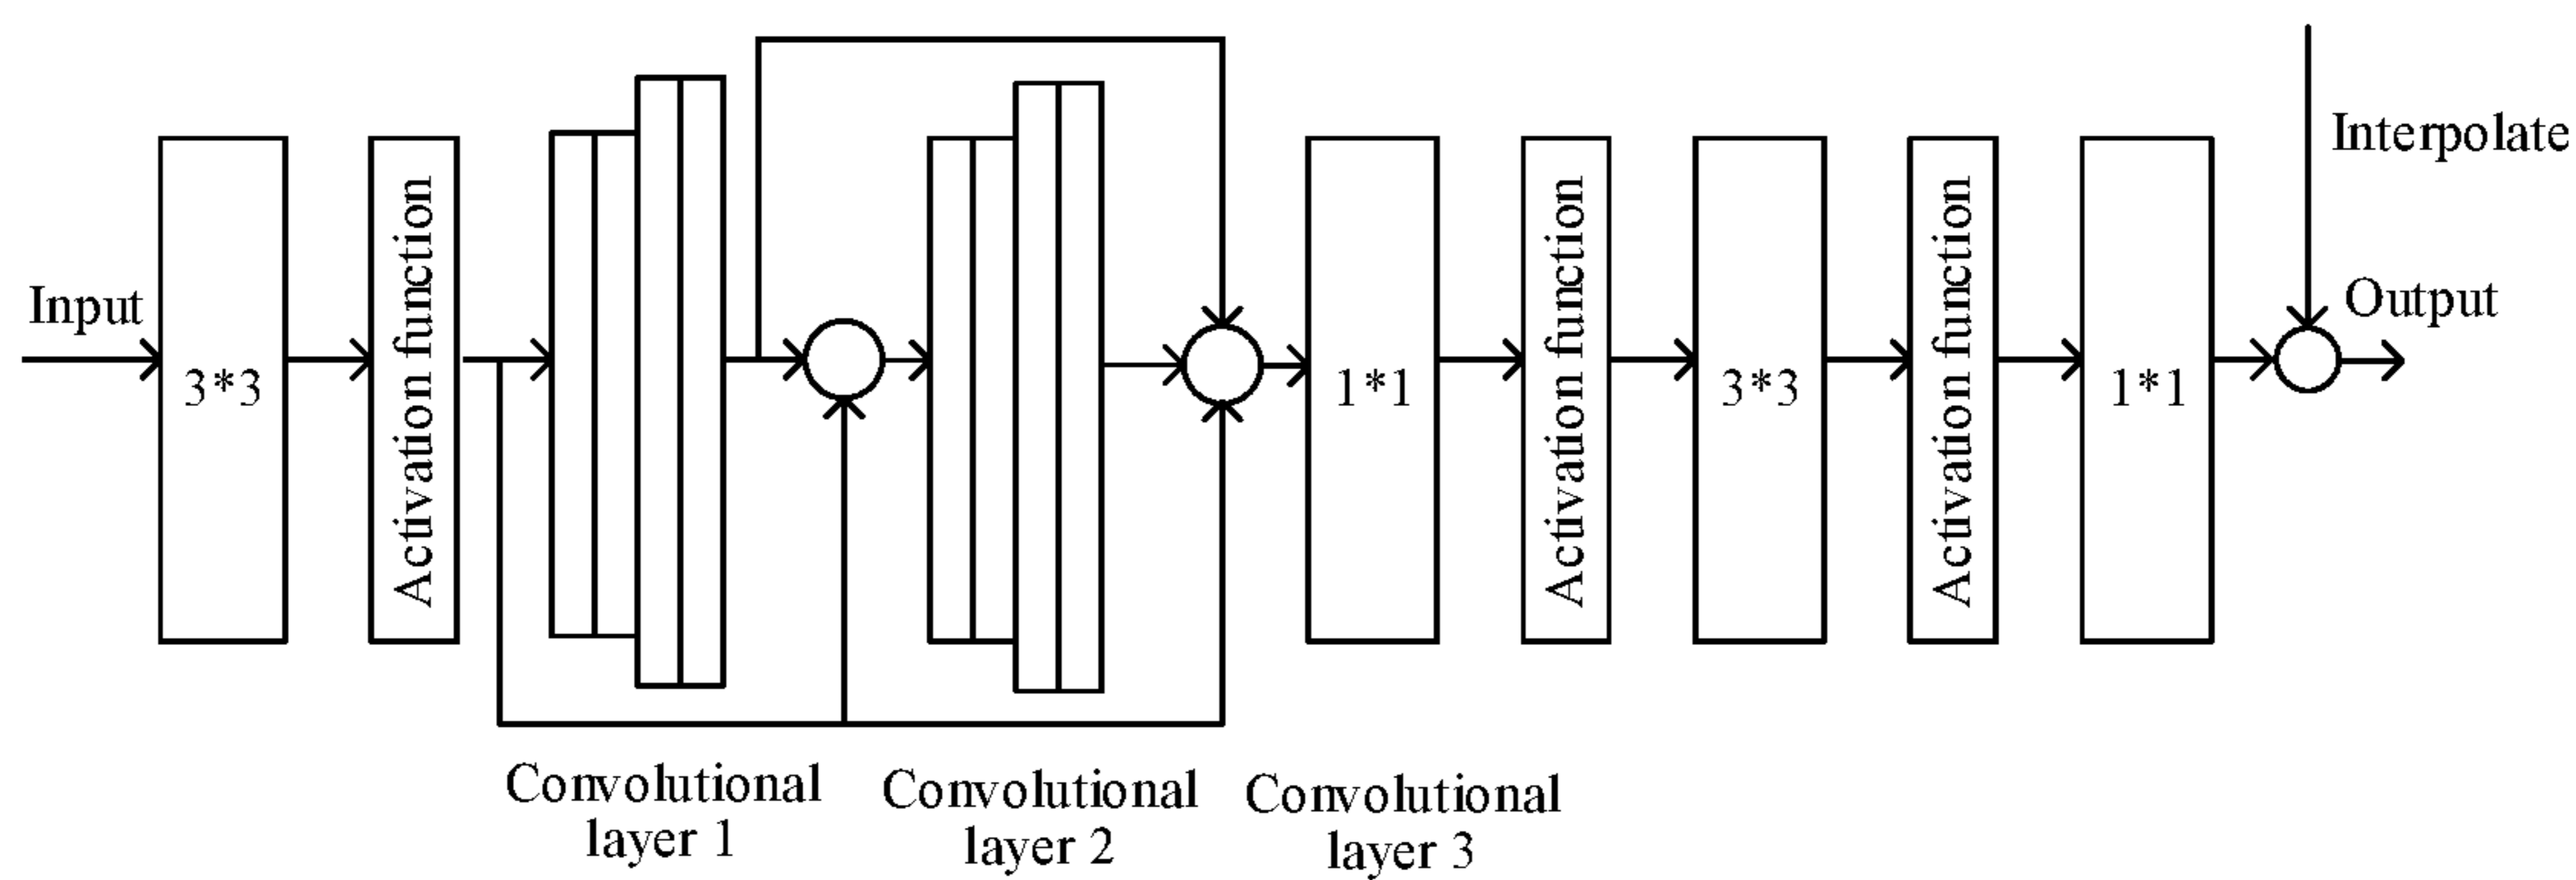 Input
3*3
Activation function
Convolutional
layer 1
Convolutional
layer 2
1*1
Convolutional
layer 3
Activation function
3*3
Activation function
1*1
Interpolate
Output